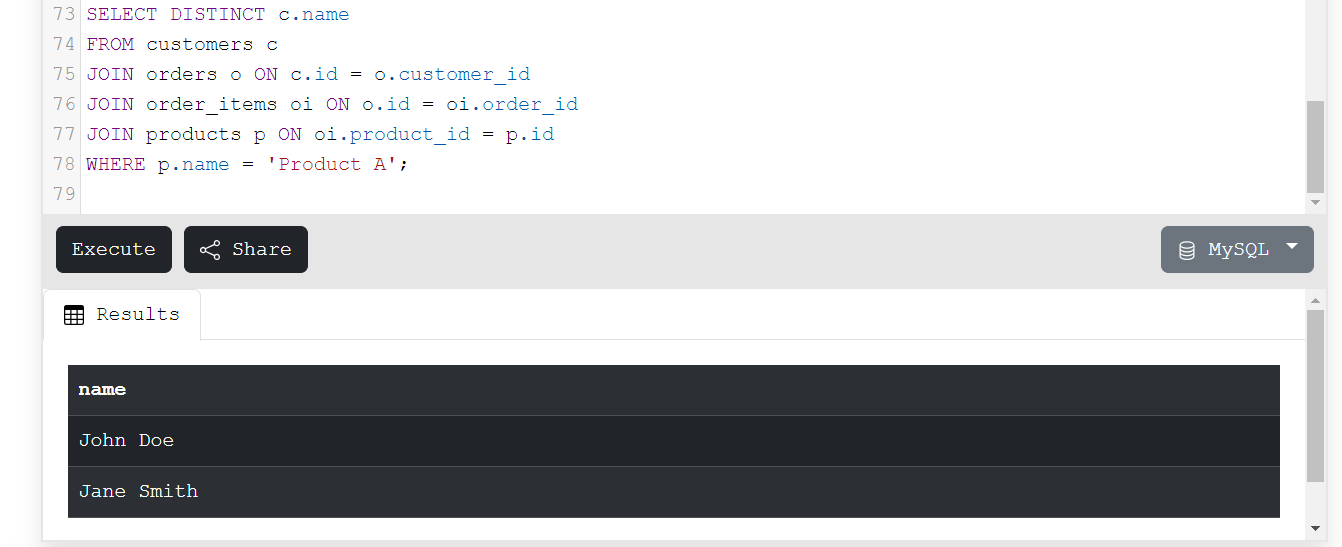 73 SELECT DISTINCT c.name
74 FROM customers c
75 JOIN orders o ON c.id = o.customer_id
76 JOIN order_items oi ON o.id = oi.order_id
77 JOIN products p ON oi.product_id = p.id
78 WHERE p.name = 'Product A';
79
Execute Share MySQL
Results
name
John Doe
Jane Smith